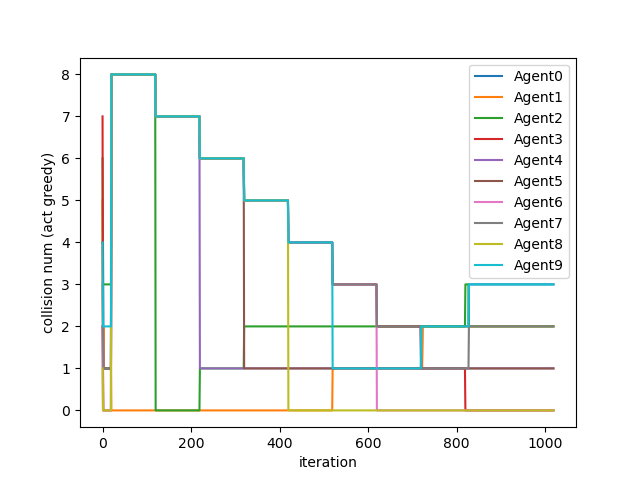 collision num (act greedy)
8
7
6
5
4
3
2
1
0
0
200
400
600
800
1000
iteration
Agent0
Agent1
Agent2
Agent3
Agent4
Agent5
Agent6
Agent7
Agent8
Agent9